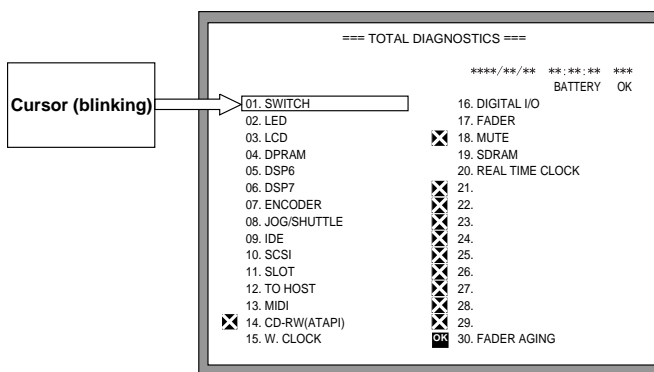 === TOTAL DIAGNOSTICS ===
****/**/** **:**:** ***
BATTERY OK
Cursor (blinking)
01. SWITCH
02. LED
03. LCD
04. DPRAM
05. DSP6
06. DSP7
07. ENCODER
08. JOG/SHUTTLE
09. IDE
10. SCSI
11. SLOT
12. TO HOST
13. MIDI
14. CD-RW(ATAPI)
15. W. CLOCK
16. DIGITAL I/O
17. FADER
18. MUTE
19. SDRAM
20. REAL TIME CLOCK
21.
22.
23.
24.
25.
26.
27.
28.
29.
OK 30. FADER AGING